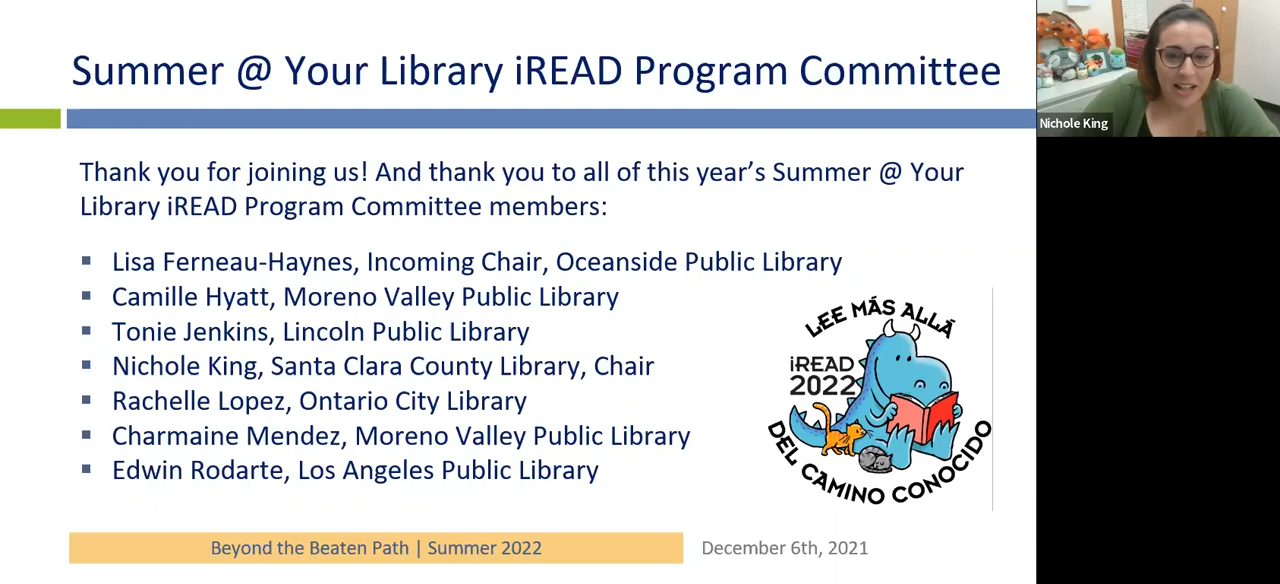 Summer @ Your Library iREAD Program Committee
Nichole King
Thank you for joining us! And thank you to all of this year’s Summer @ Your
Library iREAD Program Committee members:
Lisa Ferneau-Haynes, Incoming Chair, Oceanside Public Library
Camille Hyatt, Moreno Valley Public Library
Tonie Jenkins, Lincoln Public Library
Nichole King, Santa Clara County Library, Chair
Rachelle Lopez, Ontario City Library
Charmaine Mendez, Moreno Valley Public Library
Edwin Rodarte, Los Angeles Public Library
LEE MÁS ALLÁ
iREAD
2022
DEL CAMINO CONOCIDO
Beyond the Beaten Path | Summer 2022
December 6th, 2021